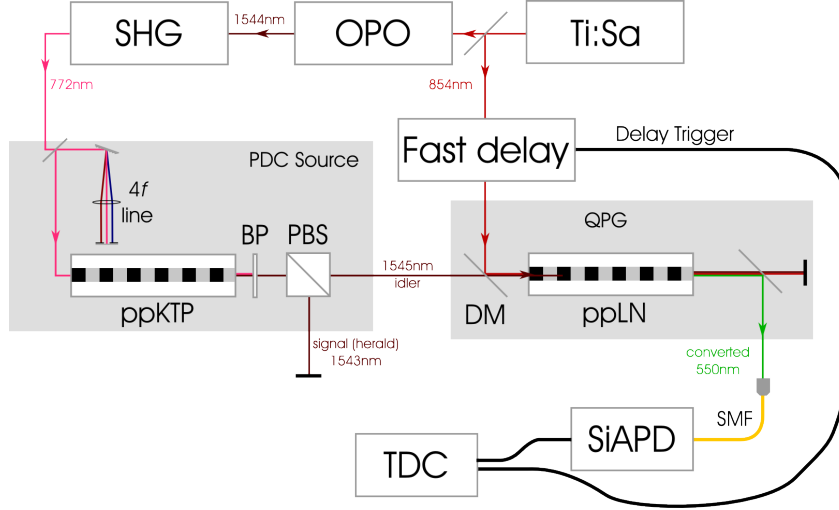 SHG
1544nm
OPO
Ti:Sa
772nm
854nm
Fast delay
Delay Trigger
PDC Source
4f
line
BP
PBS
QPG
1545nm
idler
ppKTP
DM
ppLN
signal (herald)
1543nm
converted
550nm
SMF
SiAPD
TDC